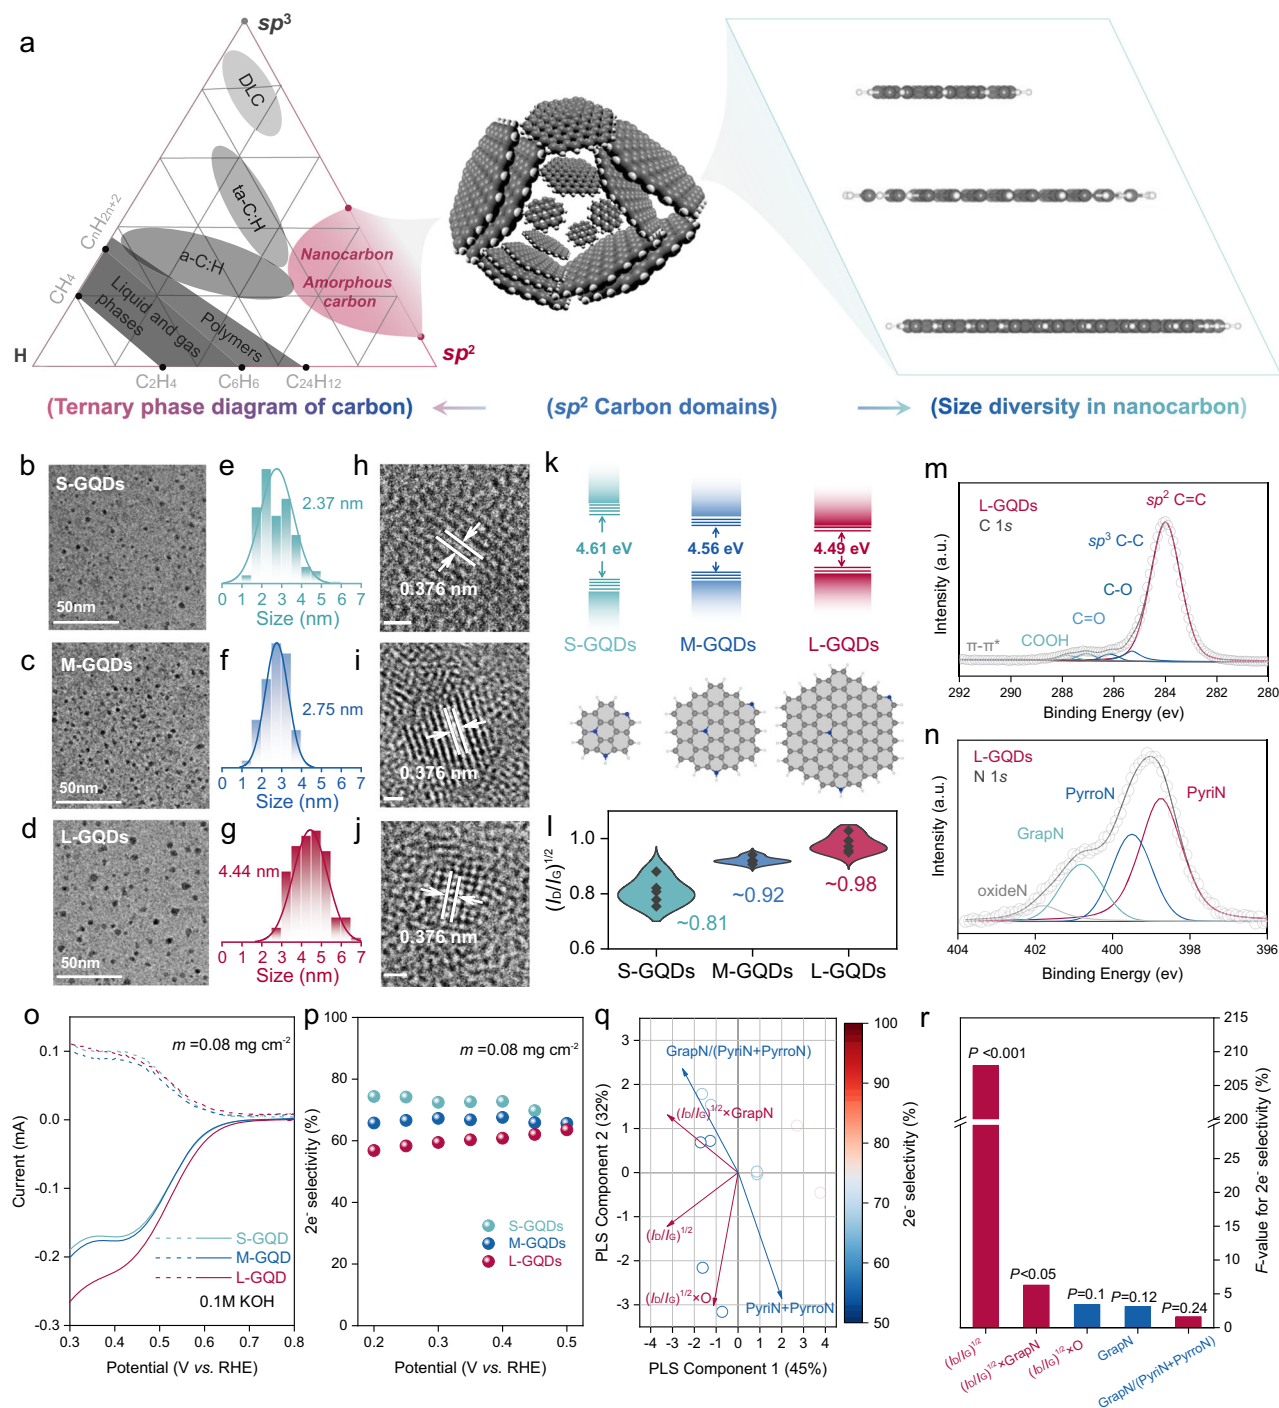 a
sp³
DLC
ta-C:H
CnH2n+2
a-C:H
Nanocarbon
Amorphous
carbon
CH4
Liquid and gas
phases
Polymers
H
sp²
C2H4
C6H6
C24H12
(Ternary phase diagram of carbon)
(sp² Carbon domains)
(Size diversity in nanocarbon)
b
S-GQDs
50nm
e
2.37 nm
0 1 2 3 4 5 6 7
Size (nm)
h
0.376 nm
c
M-GQDs
50nm
f
2.75 nm
0 1 2 3 4 5 6 7
Size (nm)
i
0.376 nm
d
L-GQDs
50nm
g
4.44 nm
0 1 2 3 4 5 6 7
Size (nm)
j
0.376 nm
k
4.61 eV
4.56 eV
4.49 eV
S-GQDs
M-GQDs
L-GQDs
l
(ID/IG)1/2
1.0
0.8
0.6
~0.81
~0.92
~0.98
S-GQDs M-GQDs L-GQDs
m
L-GQDs
C 1s
sp² C=C
sp³ C-C
C-O
C=O
COOH
π-π*
Intensity (a.u.)
292 290 288 286 284 282 280
Binding Energy (ev)
n
L-GQDs
N 1s
PyrroN
PyriN
GrapN
oxideN
Intensity (a.u.)
404 402 400 398 396
Binding Energy (ev)
o
m =0.08 mg cm-2
Current (mA)
0.1
0.0
-0.1
-0.2
-0.3
S-GQD
M-GQD
L-GQD
0.1M KOH
0.3 0.4 0.5 0.6 0.7 0.8
Potential (V vs. RHE)
p
m =0.08 mg cm-2
2e- selectivity (%)
100
80
60
40
20
0
S-GQDs
M-GQDs
L-GQDs
0.2 0.3 0.4 0.5
Potential (V vs. RHE)
q
PLS Component 2 (32%)
3
2
1
0
-1
-2
-3
GrapN/(PyriN+PyrroN)
(ID/IG)1/2×GrapN
(ID/IG)1/2
(ID/IG)1/2×O
PyriN+PyrroN
-4 -3 -2 -1 0 1 2 3 4
PLS Component 1 (45%)
100
90
80
70
60
50
2e- selectivity (%)
r
P <0.001
P<0.05
P=0.1
P=0.12
P=0.24
215
210
205
200
25
20
15
10
5
0
F-value for 2e- selectivity (%)
(ID/IG)1/2
(ID/IG)1/2×GrapN
(ID/IG)1/2×O
GrapN
GrapN/(PyriN+PyrroN)